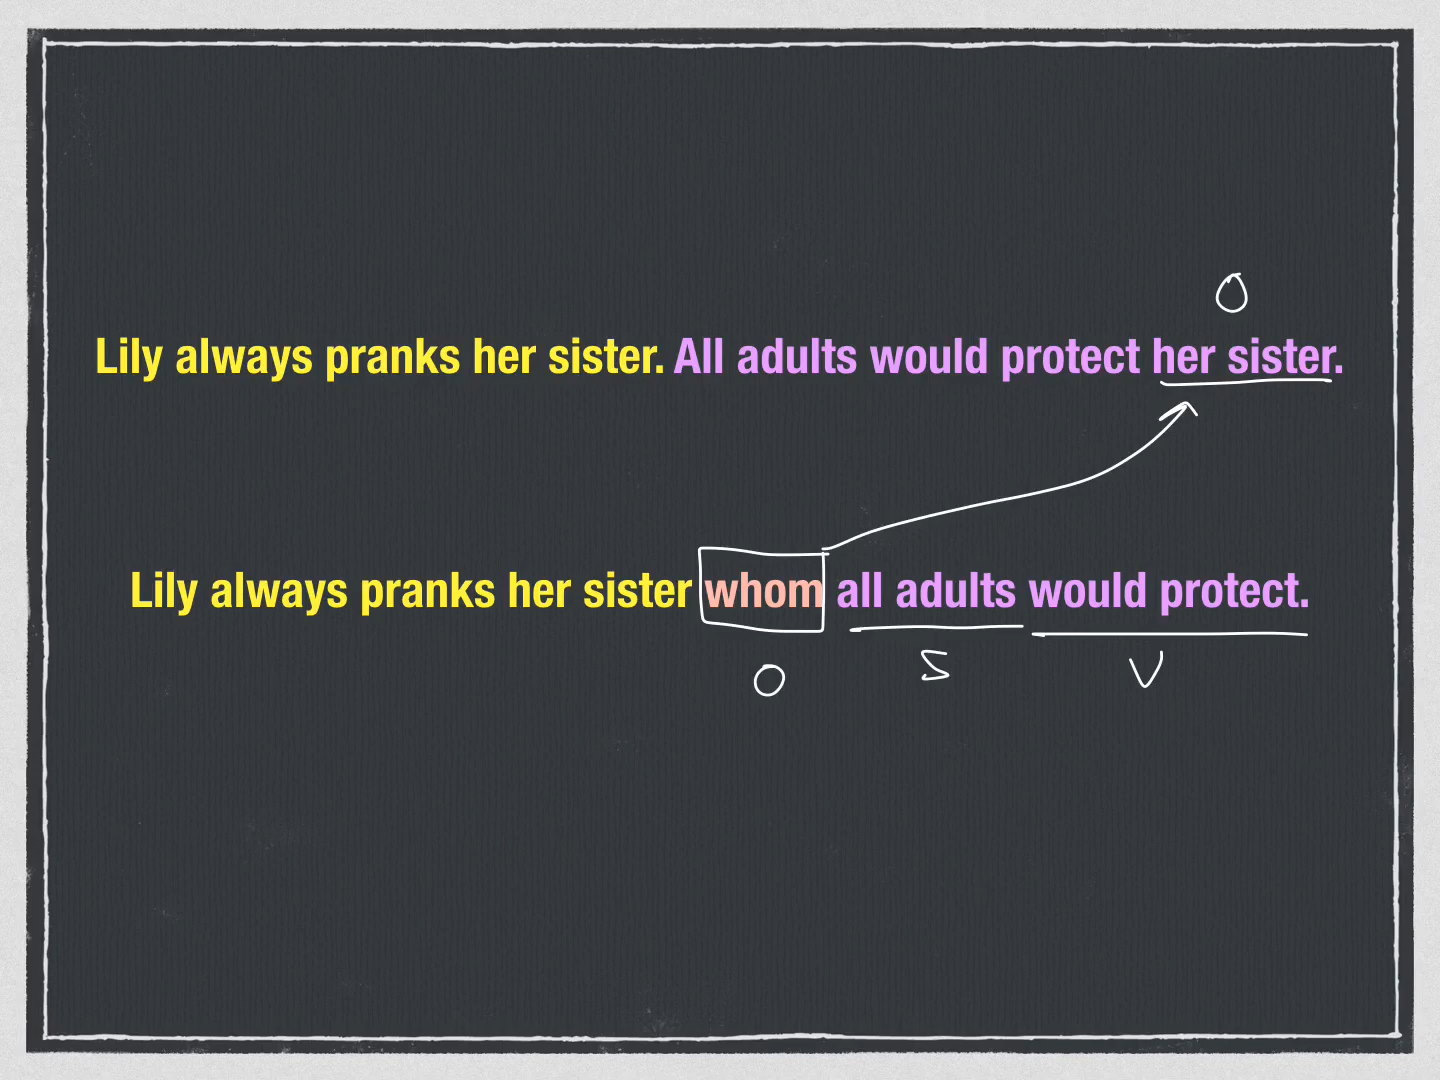 O
Lily always pranks her sister. All adults would protect her sister.
Lily always pranks her sister whom all adults would protect.
O S V